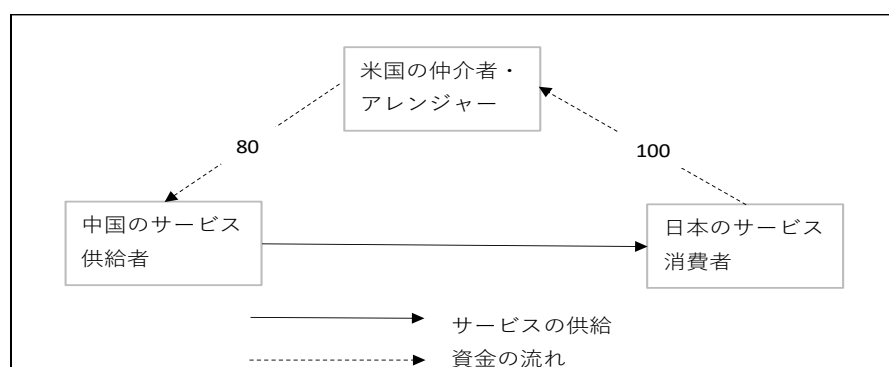 米国の仲介者・
アレンジャー
80
100
中国のサービス
供給者
日本のサービス
消費者
サービスの供給
資金の流れ